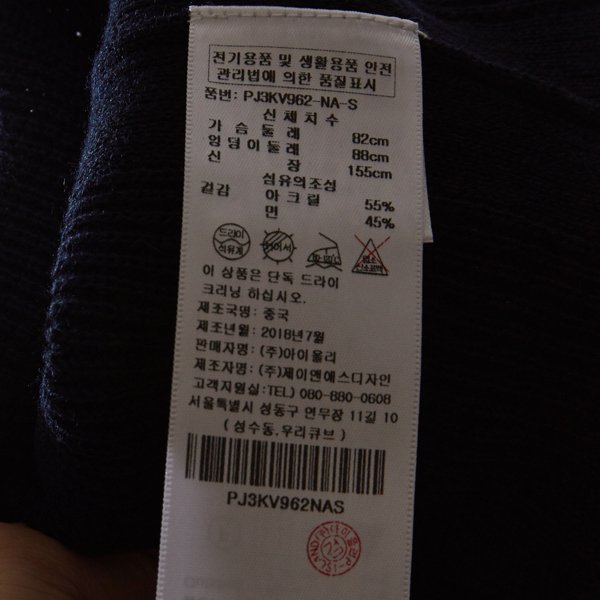 전기용품 및 생활용품 안전
관리법에 의한 품질표시
품번: PJ3KV962-NA-S
신체치수
가슴둘레 82cm
엉덩이둘레 88cm
신장 155cm
섬유의조성
겉감 아크릴 55%
면 45%
드라이
석유계
이 상품은 단독 드라이
크리닝 하십시오.
제조국명: 중국
제조년월: 2018년7월
판매자명: (주)아이올리
제조자명: (주)제이앤에스디자인
고객지원실:TEL) 080-880-0608
서울특별시 성동구 연무장 11길 10
(성수동,우리큐브)
PJ3KV962NAS